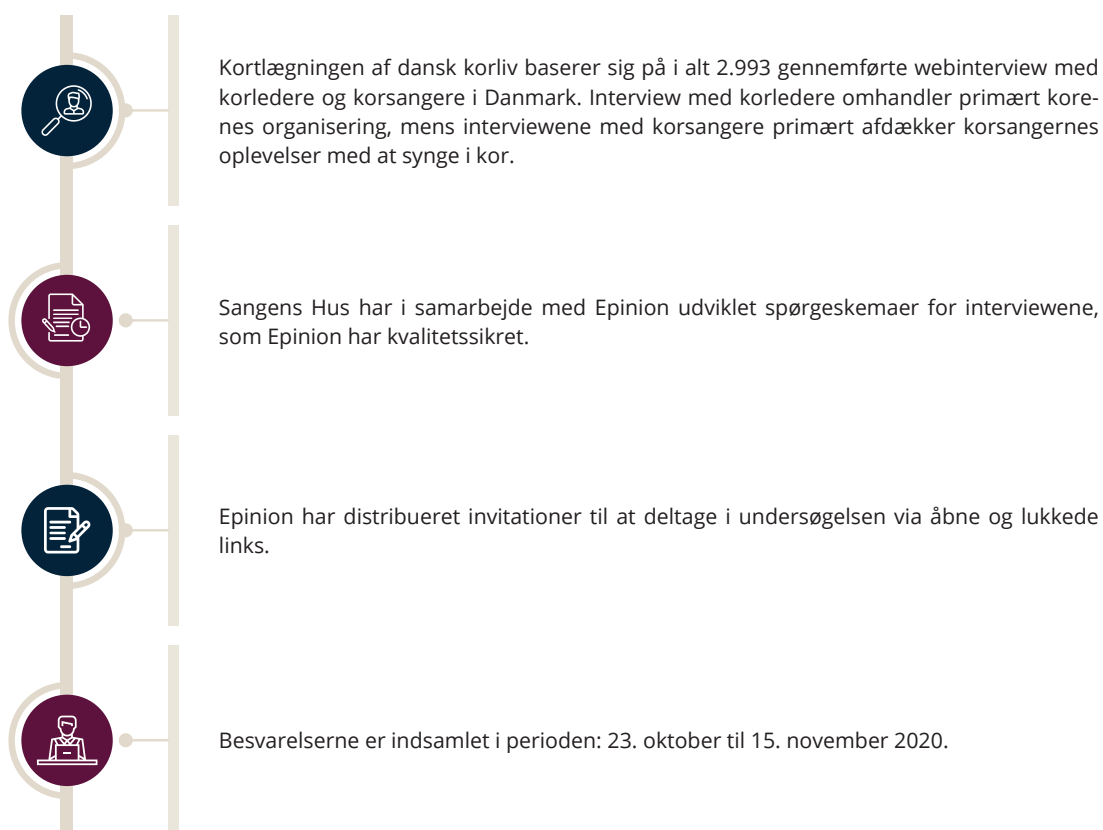 Kortlægningen af dansk korliv baserer sig på i alt 2.993 gennemførte webinterview med
korledere og korsangere i Danmark. Interview med korledere omhandler primært kore-
nes organisering, mens interviewene med korsangere primært afdækker korsangernes
oplevelser med at synge i kor.
Sangens Hus har i samarbejde med Epinion udviklet spørgeskemaer for interviewene,
som Epinion har kvalitetssikret.
Epinion har distribueret invitationer til at deltage i undersøgelsen via åbne og lukkede
links.
Besvarelserne er indsamlet i perioden: 23. oktober til 15. november 2020.